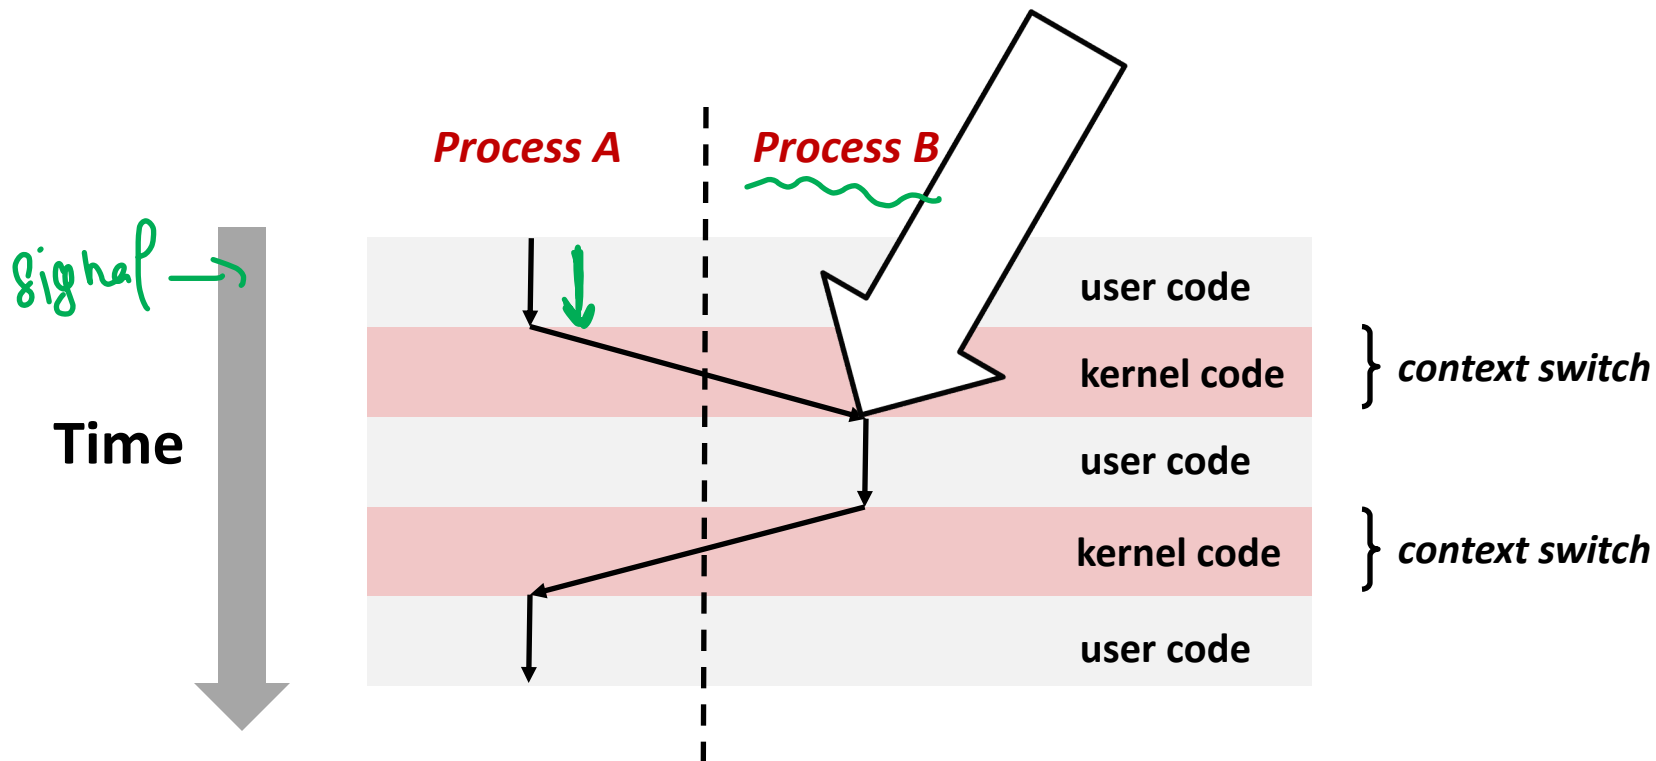 Process A
Process B
signal
user code
kernel code
context switch
Time
user code
kernel code
context switch
user code